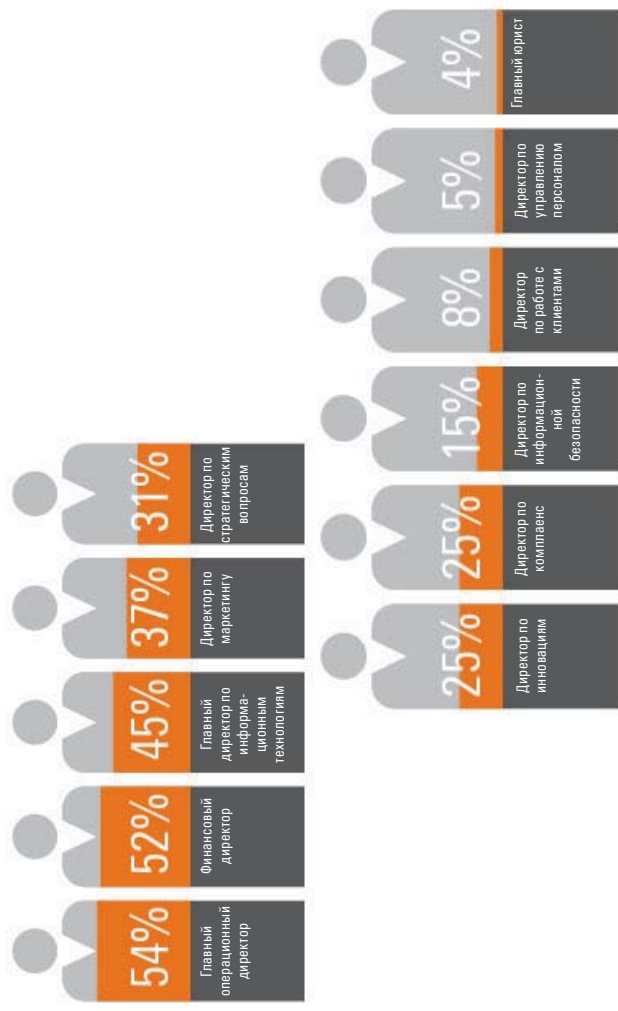 54%
Главный
операционный
директор
52%
Финансовый
директор
45%
Главный
директор по
информа-
ционным
технологиям
37%
Директор по
маркетингу
31%
Директор по
стратегическим
вопросам
25%
Директор по
инновациям
25%
Директор по
комплаенс
15%
Директор по
информацион-
ной
безопасности
8%
Директор
по работе с
клиентами
5%
Директор по
управлению
персоналом
4%
Главный юрист